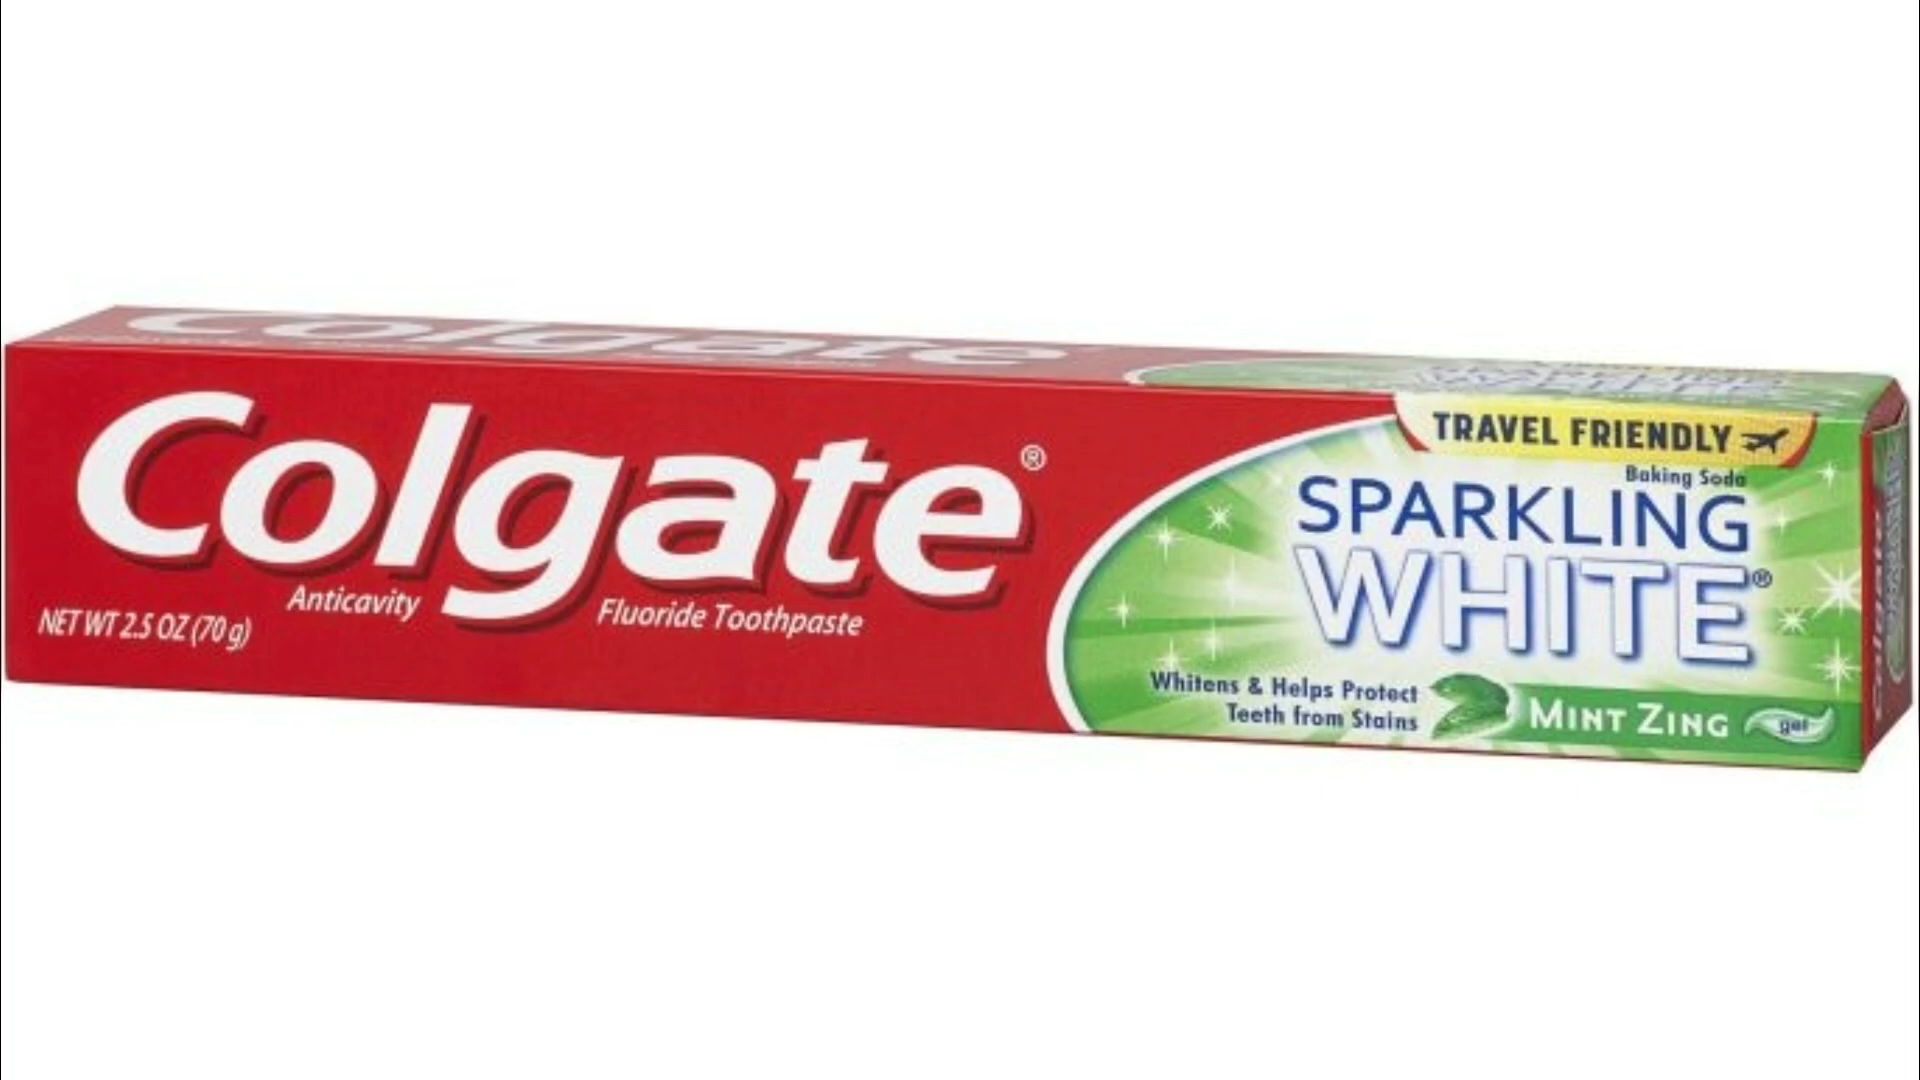 Colgate
Colgate®
Anticavity Fluoride Toothpaste
NET WT 2.5 OZ (70 g)
TRAVEL FRIENDLY
Baking Soda
SPARKLING
WHITE®
Whitens & Helps Protect
Teeth from Stains
MINT ZING
gel